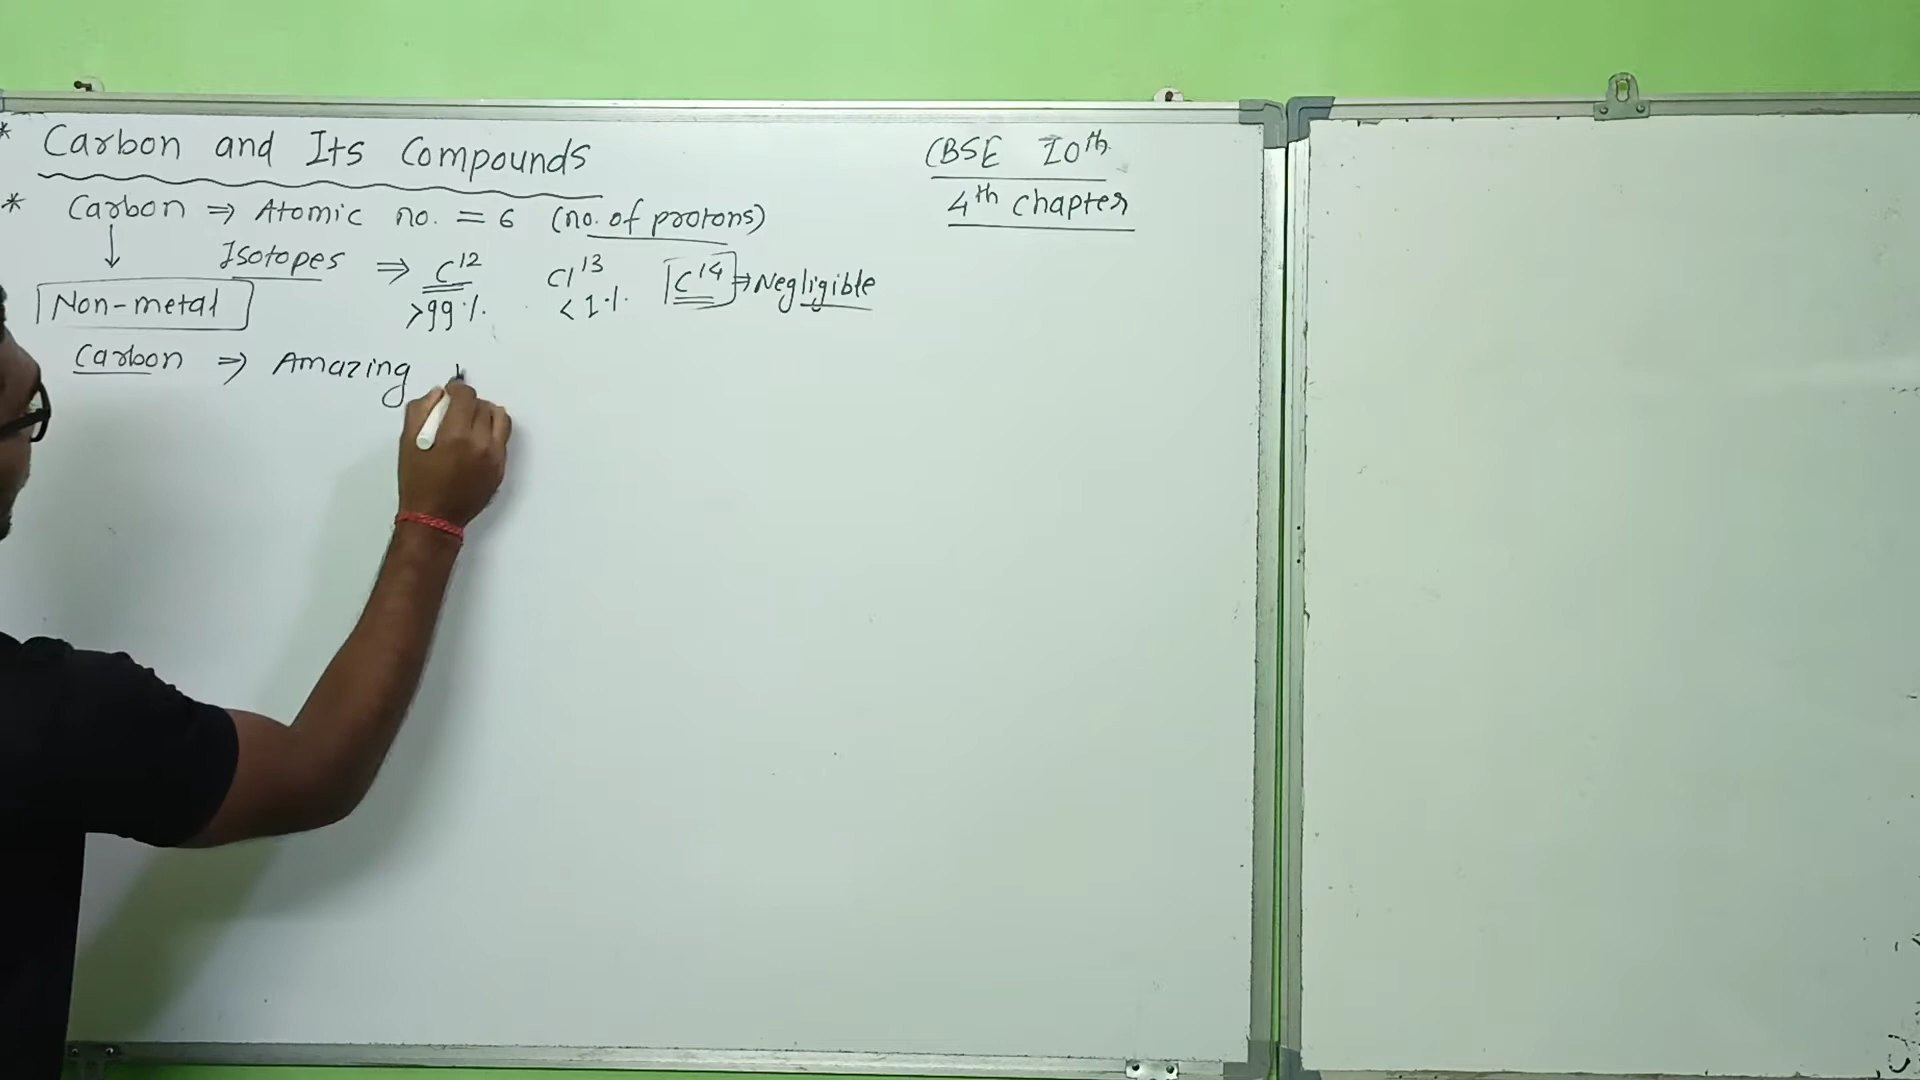 * Carbon and Its Compounds
CBSE 10th
4th chapter
* Carbon ⇒ Atomic no. = 6 (no. of protons)
↓
Isotopes ⇒ C12 C13 C14 ⇒ Negligible
>99% <1%
Non-metal
Carbon ⇒ Amazing